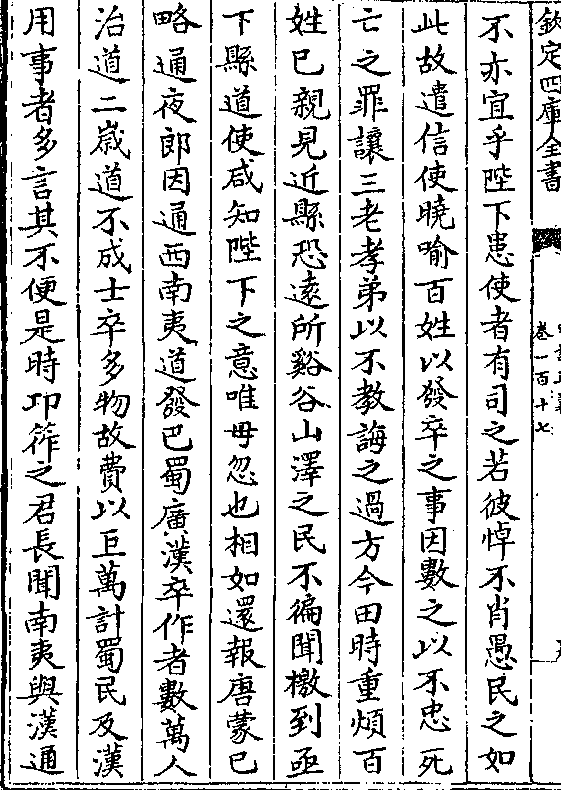 欽定四庫全書
卷一百十七
不亦宜乎陛下患使者有司之若彼悼不肖愚民之如
此故遣信使曉喻百姓以發卒之事因數之以不忠死
亡之罪讓三老孝弟以不教誨之過方今田時重煩百
姓已親見近縣恐遠所谿谷山澤之民不徧聞檄到亟
下縣道使咸知陛下之意唯毋忽也相如還報唐蒙已
略通夜郎因通西南夷道發巴蜀廣漢卒作者數萬人
治道二嵗道不成士卒多物故費以巨萬計蜀民及漢
用事者多言其不便是時卭筰之君長聞南夷與漢通